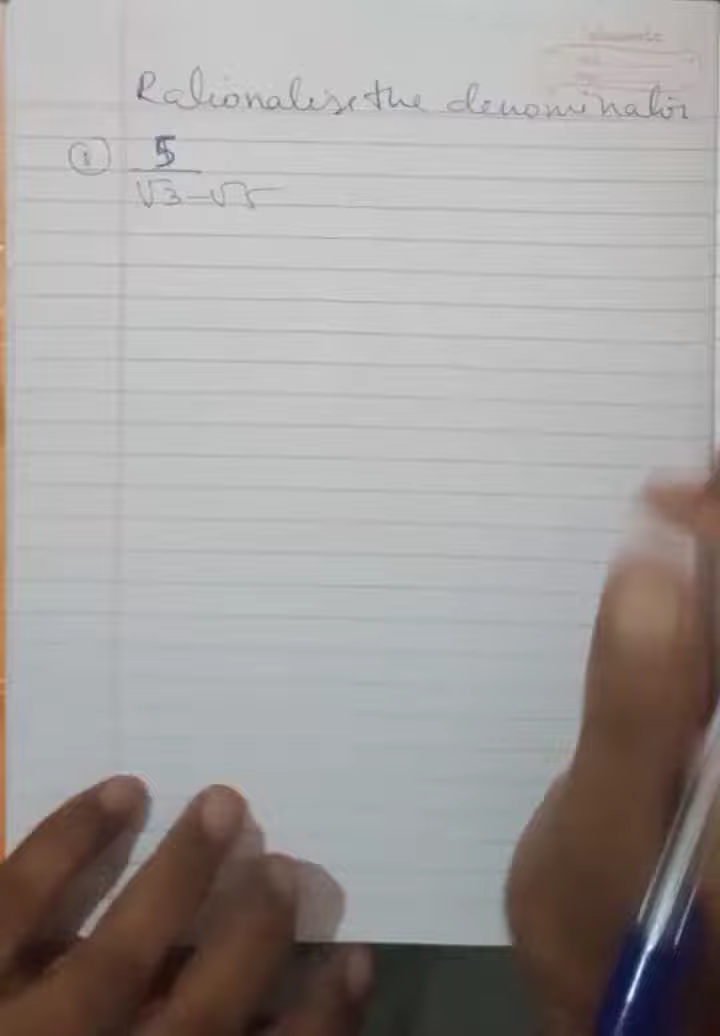 Rationalise the denominator
① 5
√3-√5